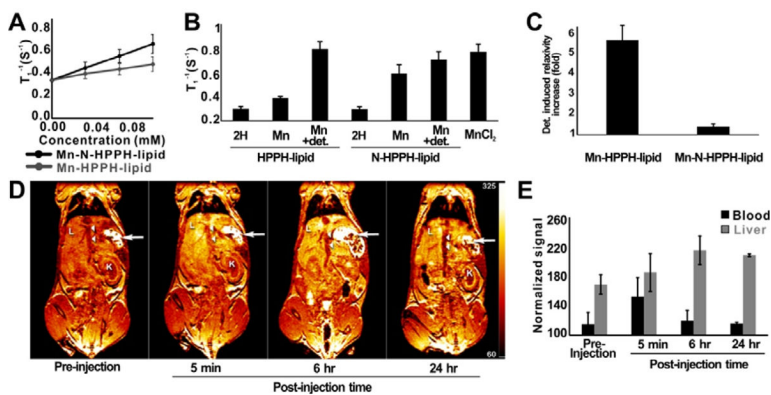 A
T₁⁻¹(S⁻¹)
0.8
0.6
0.4
0.2
0.00
0.04
0.08
Concentration (mM)
Mn-N-HPPH-lipid
Mn-HPPH-lipid
B
T₁⁻¹(S⁻¹)
1
0.8
0.6
0.4
0.2
2H
Mn
Mn +det.
2H
Mn
Mn +det.
MnCl₂
HPPH-lipid
N-HPPH-lipid
C
Det. induced relaxivity
increase (fold)
6
5
4
3
2
1
Mn-HPPH-lipid
Mn-N-HPPH-lipid
D
L
K
L
K
L
L
K
325
60
Pre-injection
5 min
6 hr
24 hr
Post-injection time
E
Blood
Liver
Normalized signal
260
220
180
140
100
Pre-
Injection
5 min
6 hr
24 hr
Post-injection time